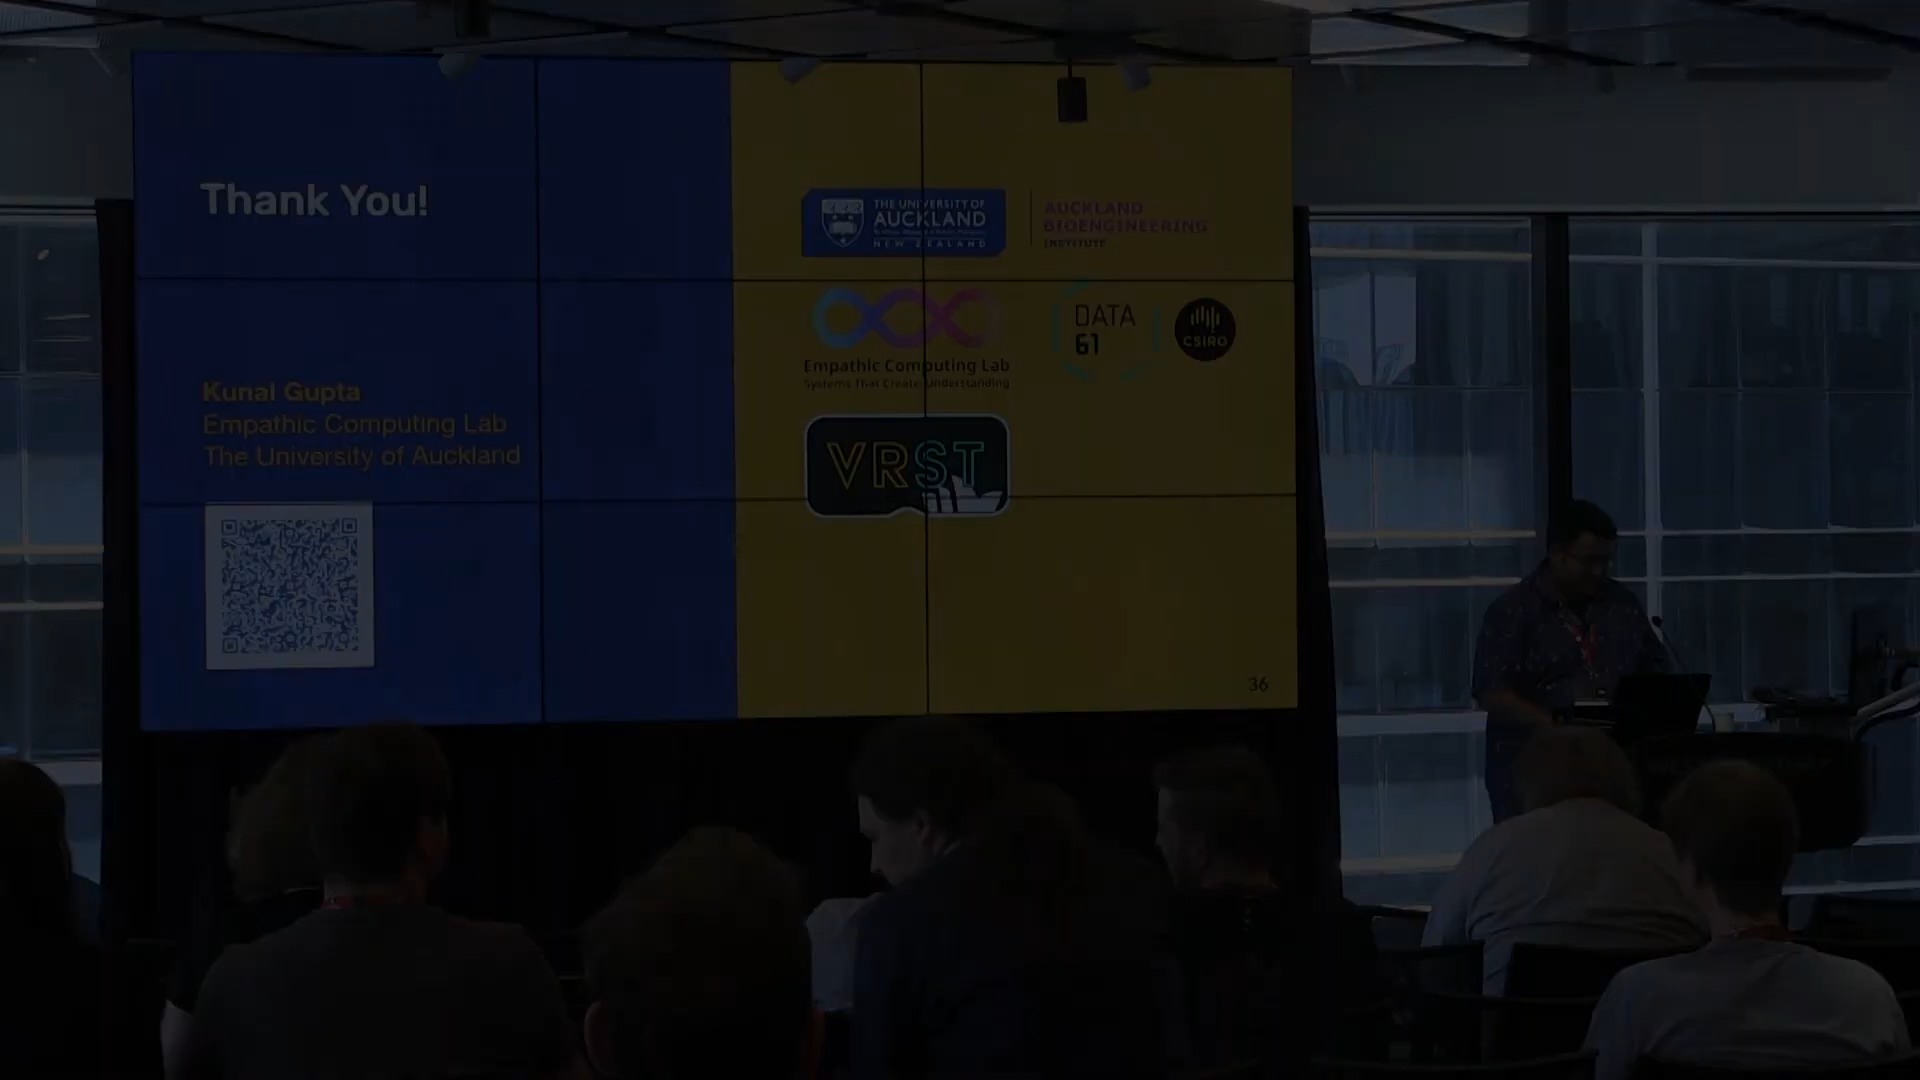 Thank You!
Kunal Gupta
Empathic Computing Lab
The University of Auckland
THE UNIVERSITY OF
AUCKLAND
NEW ZEALAND
AUCKLAND
BIOENGINEERING
INSTITUTE
Empathic Computing Lab
Systems That Create Understanding
DATA
61
CSIRO
VRST
36